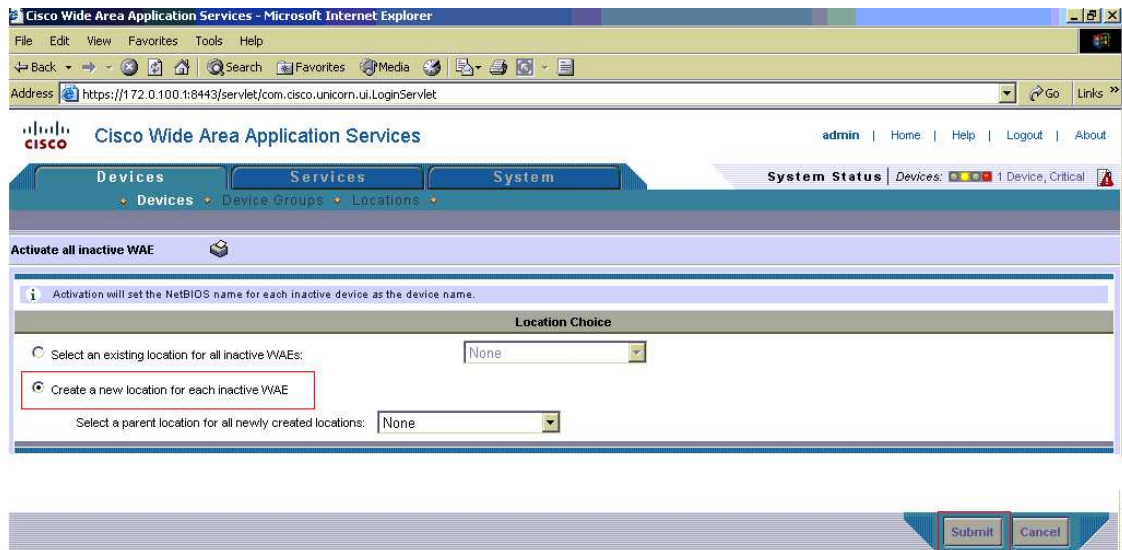 Cisco Wide Area Application Services - Microsoft Internet Explorer
File Edit View Favorites Tools Help
Back Search Favorites Media
Address https://172.0.100.1:8443/servlet/com.cisco.unicorn.ui.LoginServlet Go Links »
CISCO Cisco Wide Area Application Services admin | Home | Help | Logout | About
Devices Services System System Status | Devices: 1 Device, Critical
Devices Device Groups Locations
Activate all inactive WAE
i Activation will set the NetBIOS name for each inactive device as the device name.
Location Choice
Select an existing location for all inactive WAEs: None
Create a new location for each inactive WAE
Select a parent location for all newly created locations: None
Submit Cancel